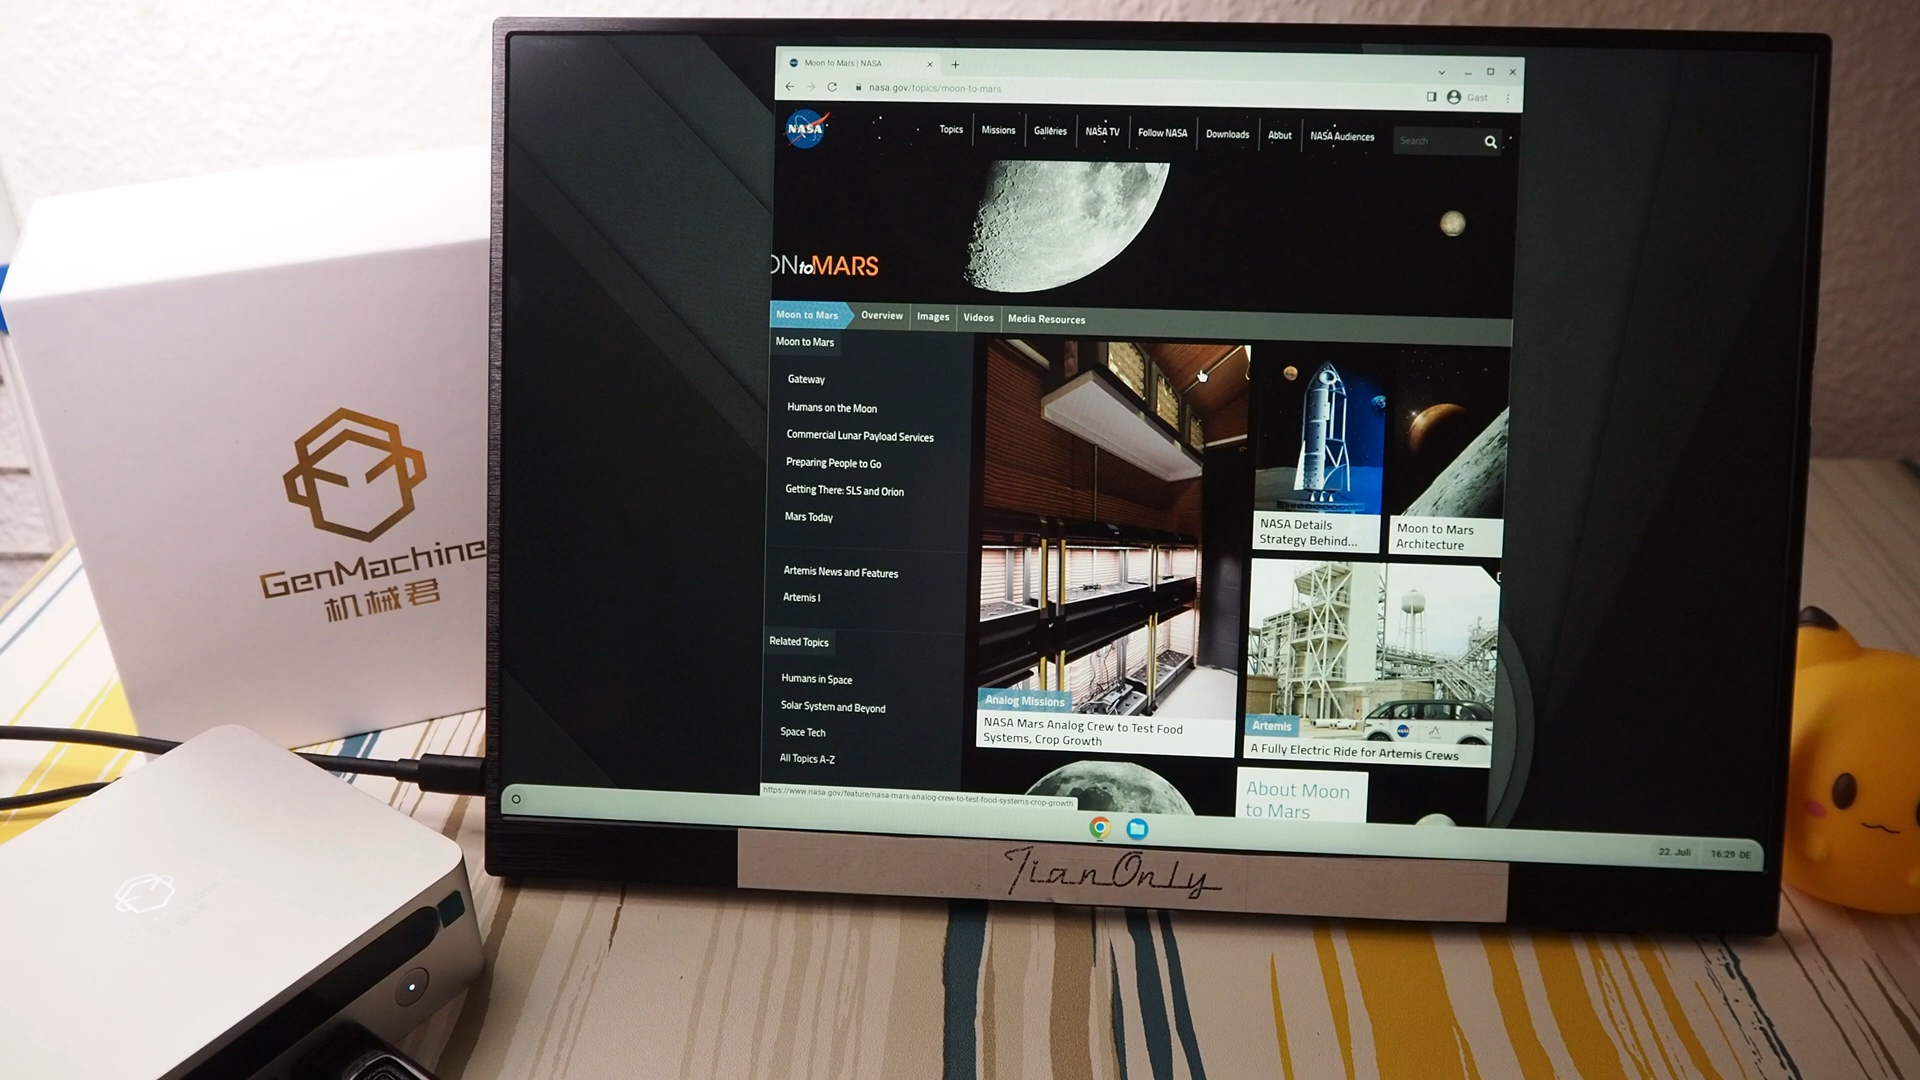 Moon to Mars | NASA
nasa.gov/topics/moon-to-mars
Gast
NASA
Topics
Missions
Galleries
NASA TV
Follow NASA
Downloads
About
NASA Audiences
Search
ON to MARS
Moon to Mars
Overview
Images
Videos
Media Resources
Moon to Mars
Gateway
Humans on the Moon
Commercial Lunar Payload Services
Preparing People to Go
Getting There: SLS and Orion
Mars Today
Artemis News and Features
Artemis I
Related Topics
Humans in Space
Solar System and Beyond
Space Tech
All Topics A-Z
Analog Missions
NASA Mars Analog Crew to Test Food
Systems, Crop Growth
NASA Details
Strategy Behind...
Moon to Mars
Architecture
Artemis
A Fully Electric Ride for Artemis Crews
About Moon
to Mars
https://www.nasa.gov/feature/nasa-mars-analog-crew-to-test-food-systems-crop-growth
22. Juli
16:29 DE
TianOnly
GenMachine
机械君